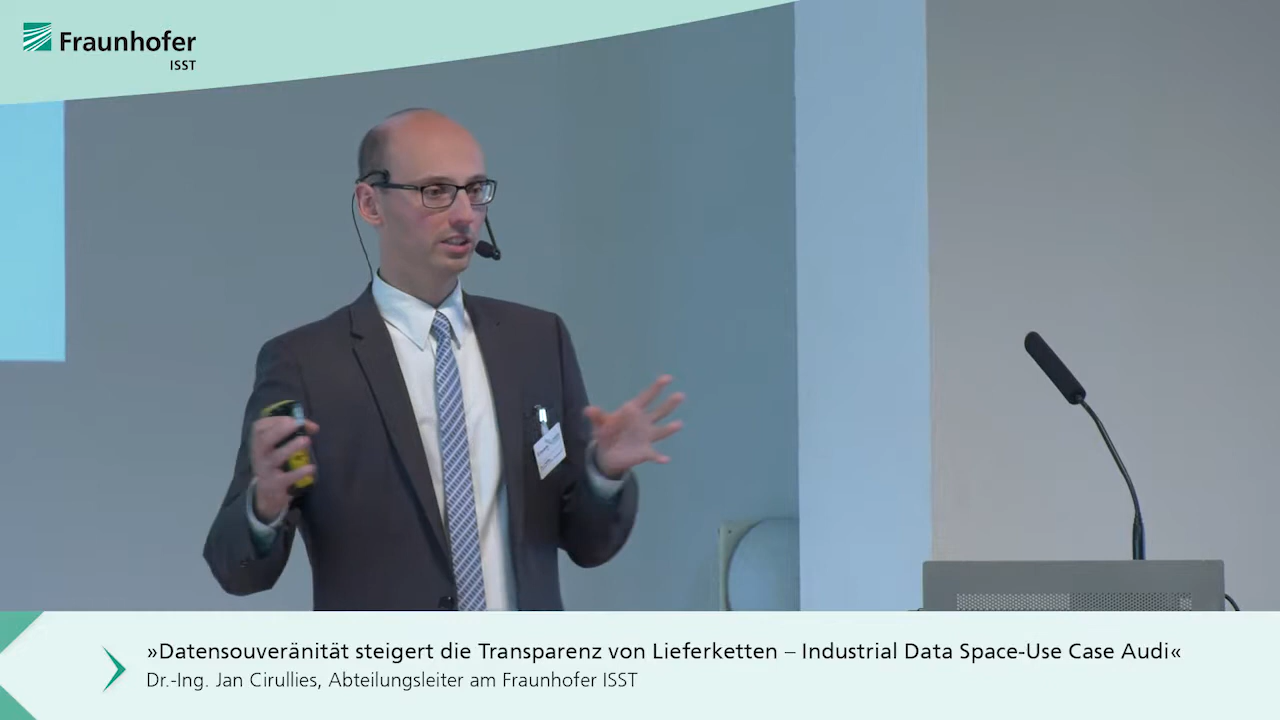 Fraunhofer
ISST
»Datensouveränität steigert die Transparenz von Lieferketten – Industrial Data Space-Use Case Audi«
Dr.-Ing. Jan Cirullies, Abteilungsleiter am Fraunhofer ISST